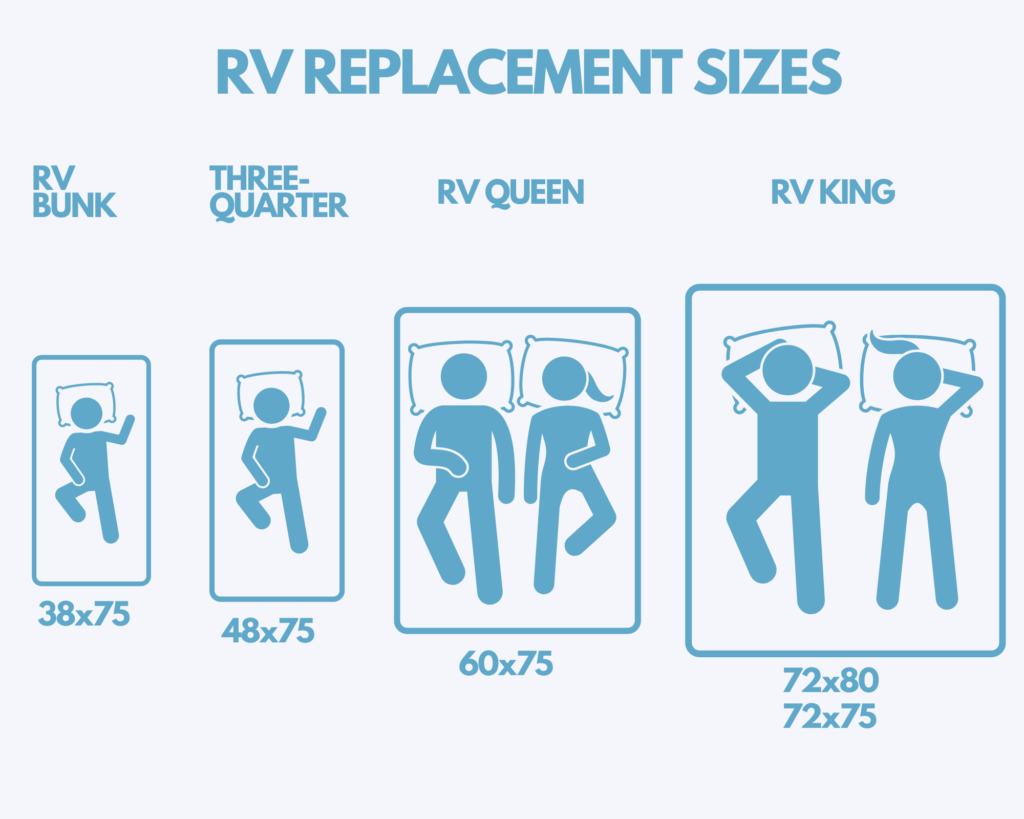 RV REPLACEMENT SIZES
RV
BUNK
THREE-
QUARTER
RV QUEEN
RV KING
38x75
48x75
60x75
72x80
72x75